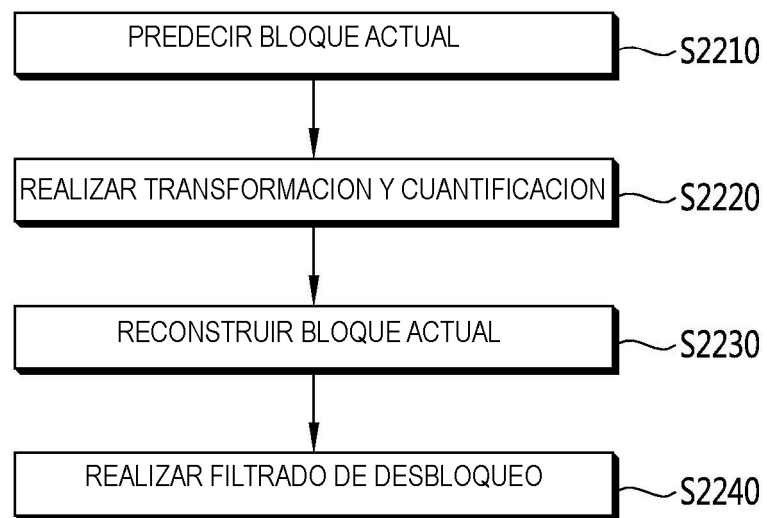 PREDECIR BLOQUE ACTUAL
S2210
REALIZAR TRANSFORMACION Y CUANTIFICACION
S2220
RECONSTRUIR BLOQUE ACTUAL
S2230
REALIZAR FILTRADO DE DESBLOQUEO
S2240